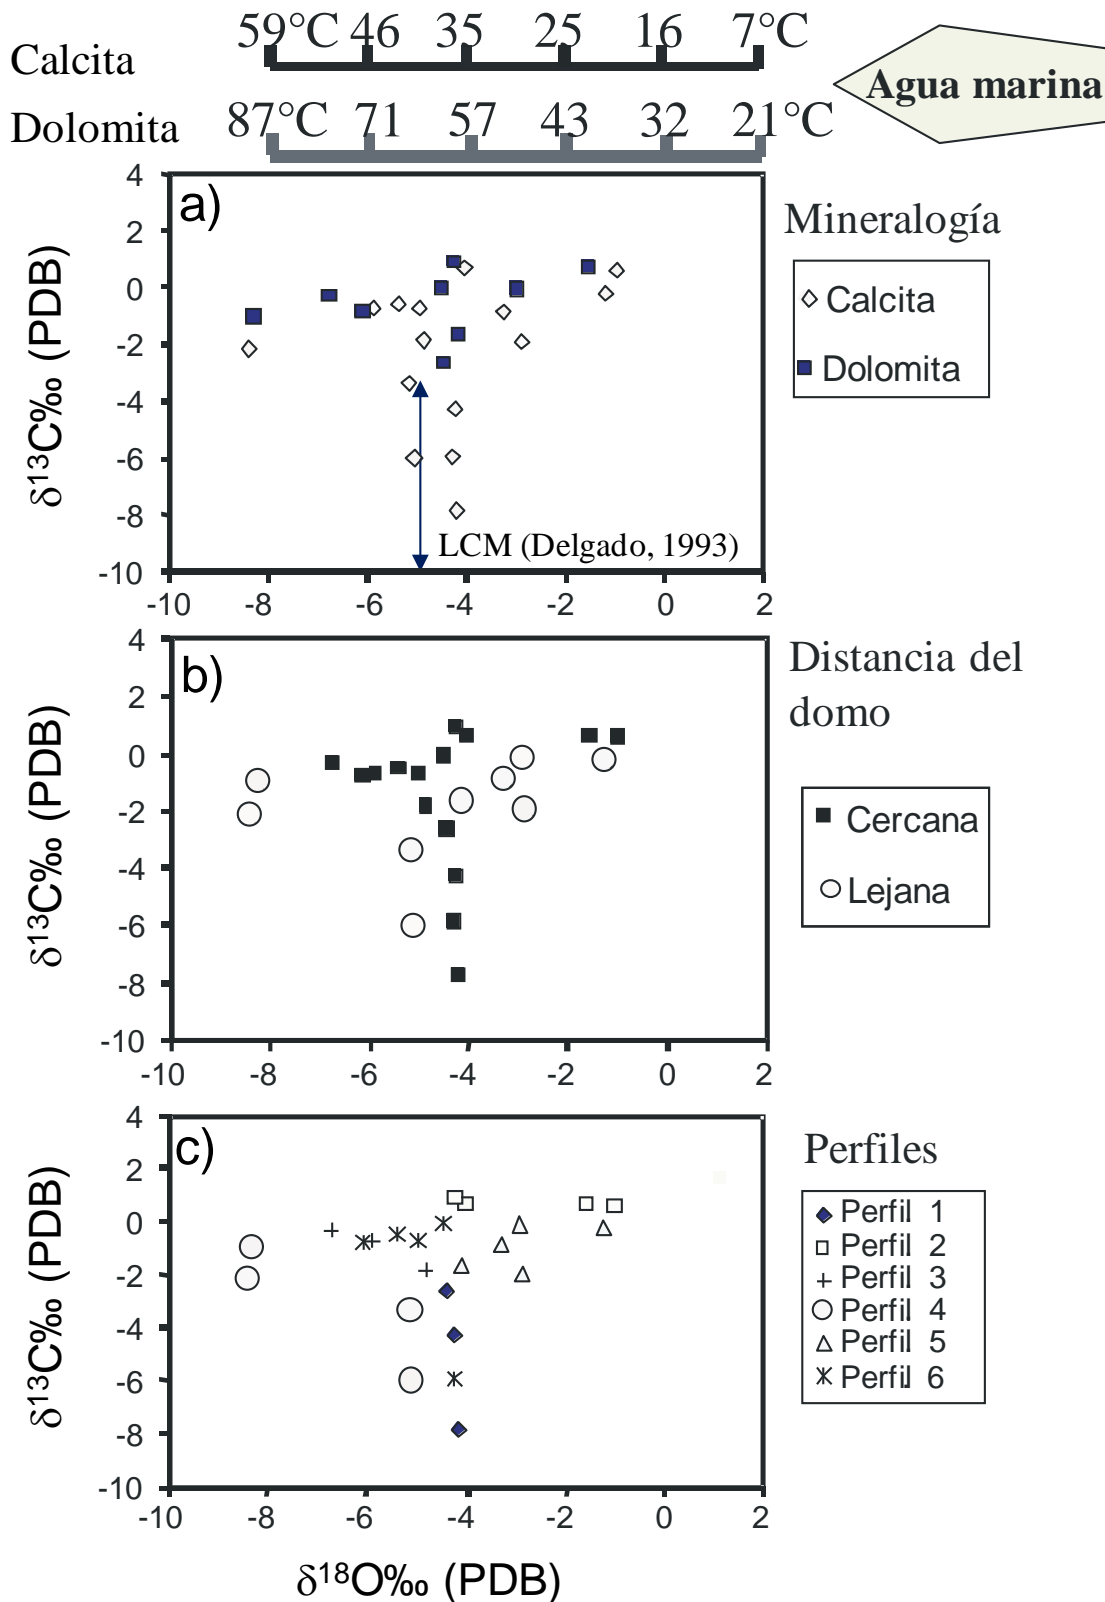 Calcita 59°C 46 35 25 16 7°C
Agua marina
Dolomita 87°C 71 57 43 32 21°C
a)
4
2
0
-2
-4
-6
-8
-10
δ13C‰ (PDB)
LCM (Delgado, 1993)
-10 -8 -6 -4 -2 0 2
Mineralogía
Calcita
Dolomita
b)
4
2
0
-2
-4
-6
-8
-10
δ13C‰ (PDB)
-10 -8 -6 -4 -2 0 2
Distancia del
domo
Cercana
Lejana
c)
4
2
0
-2
-4
-6
-8
-10
δ13C‰ (PDB)
-10 -8 -6 -4 -2 0 2
δ18O‰ (PDB)
Perfiles
Perfil 1
Perfil 2
Perfil 3
Perfil 4
Perfil 5
Perfil 6